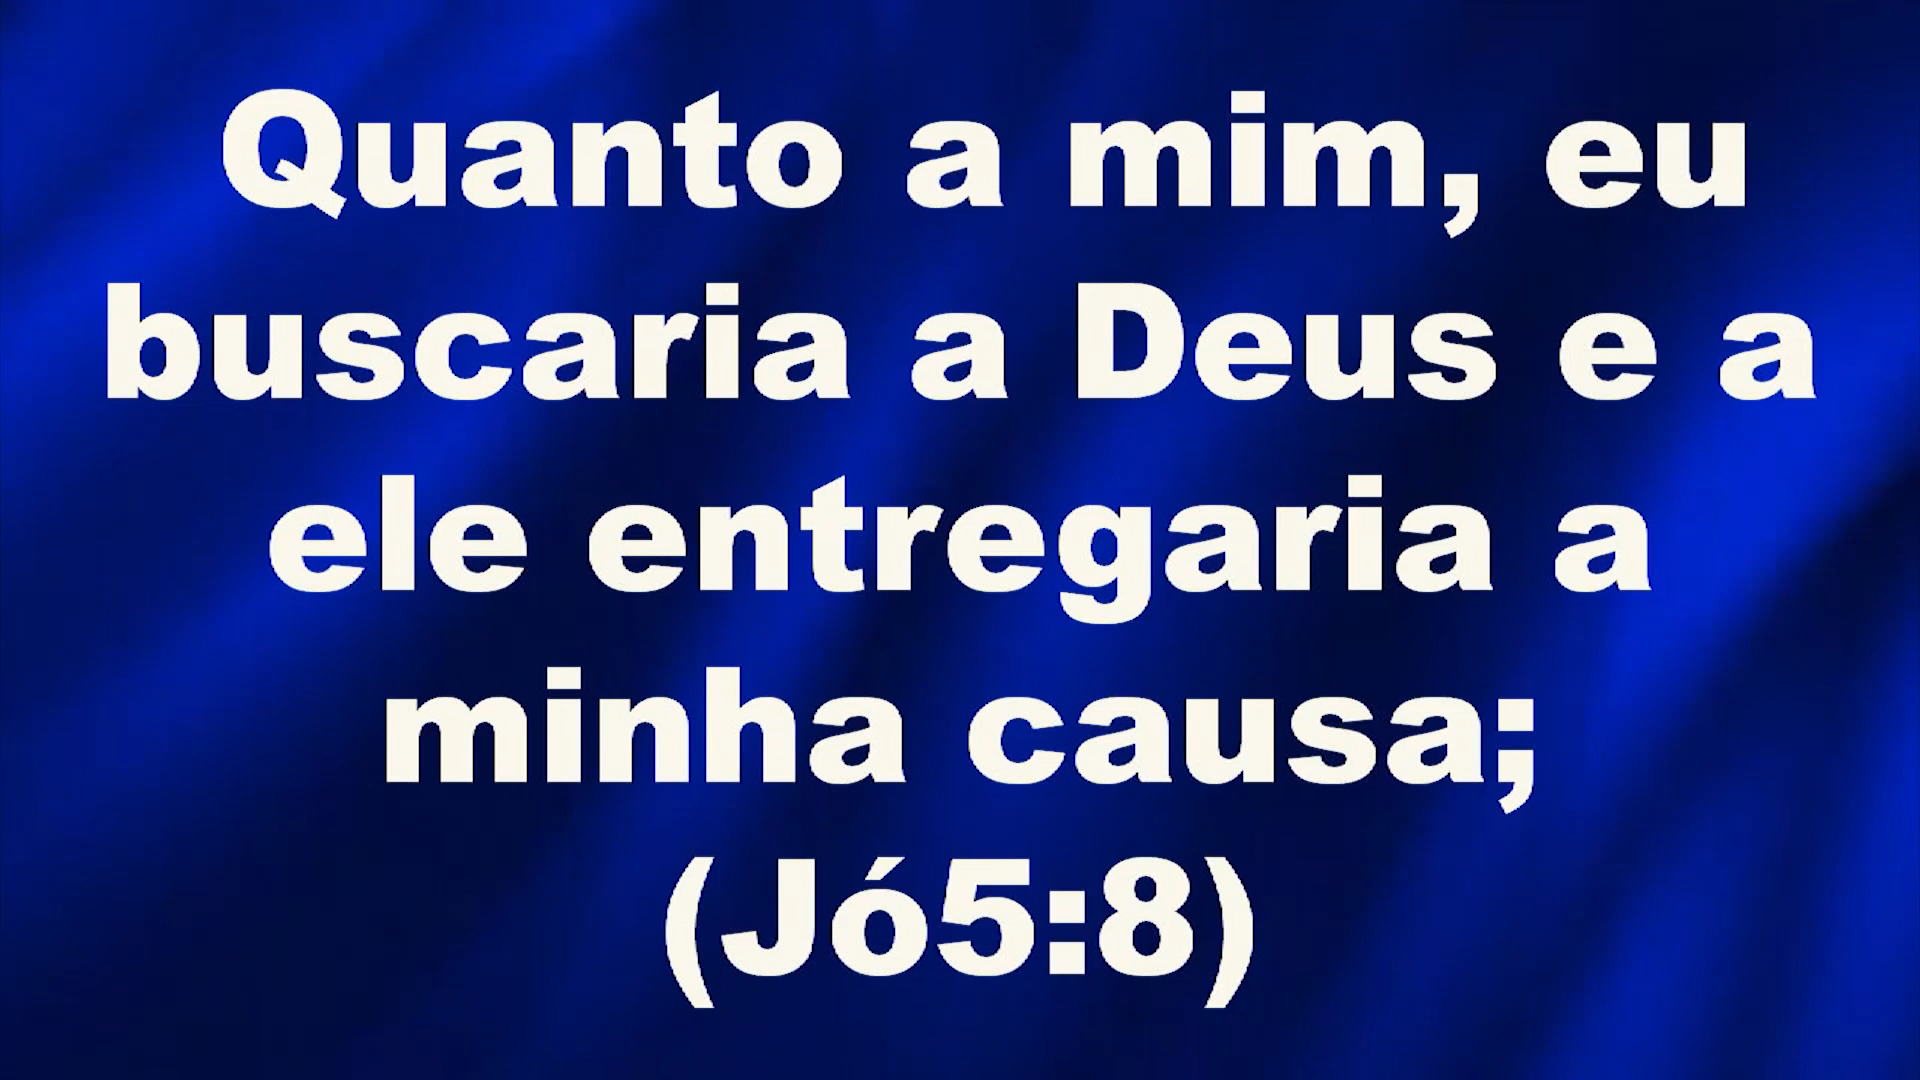 Quanto a mim, eu
buscaria a Deus e a
ele entregaria a
minha causa;
(Jó5:8)